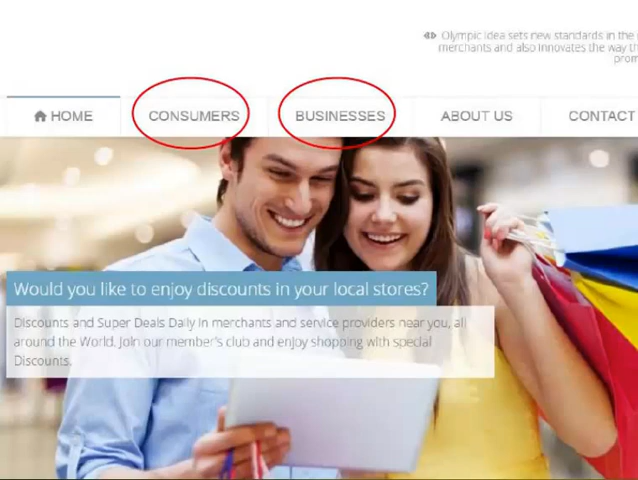 Olympic Idea sets new standards in the
merchants and also innovates the way th
prom
HOME
CONSUMERS
BUSINESSES
ABOUT US
CONTACT
Would you like to enjoy discounts in your local stores?
Discounts and Super Deals Daily in merchants and service providers near you, all
around the World. Join our member's club and enjoy shopping with special
Discounts.